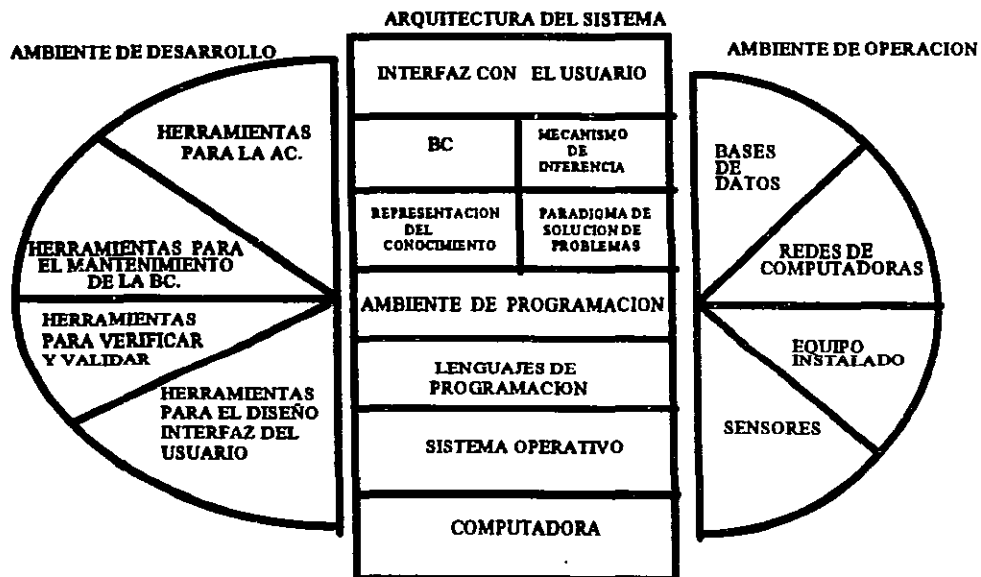 ARQUITECTURA DEL SISTEMA
AMBIENTE DE DESARROLLO
HERRAMIENTAS
PARA LA AC.
HERRAMIENTAS PARA
EL MANTENIMIENTO
DE LA BC.
HERRAMIENTAS
PARA VERIFICAR
Y VALIDAR
HERRAMIENTAS
PARA EL DISEÑO
INTERFAZ DEL
USUARIO
INTERFAZ CON EL USUARIO
BC
MECANISMO
DE
INFERENCIA
REPRESENTACION
DEL
CONOCIMIENTO
PARADIGMA DE
SOLUCION DE
PROBLEMAS
AMBIENTE DE PROGRAMACION
LENGUAJES DE
PROGRAMACION
SISTEMA OPERATIVO
COMPUTADORA
AMBIENTE DE OPERACION
BASES
DE
DATOS
REDES DE
COMPUTADORAS
EQUIPO
INSTALADO
SENSORES